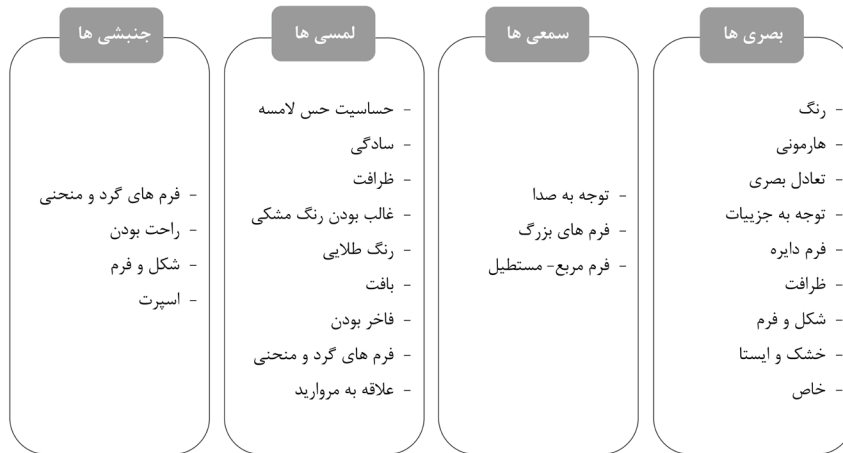 بصری ها
- رنگ
- هارمونی
- تعادل بصری
- توجه به جزییات
- فرم دایره
- ظرافت
- شکل و فرم
- خشک و ایستا
- خاص
سمعی ها
- توجه به صدا
- فرم های بزرگ
- فرم مربع- مستطیل
لمسی ها
- حساسیت حس لامسه
- سادگی
- ظرافت
- غالب بودن رنگ مشکی
- رنگ طلایی
- بافت
- فاخر بودن
- فرم های گرد و منحنی
- علاقه به مروارید
جنبشی ها
- فرم های گرد و منحنی
- راحت بودن
- شکل و فرم
- اسپرت